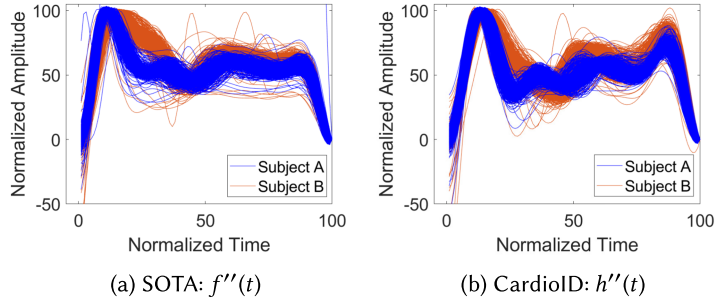 100
50
0
-50
0
50
100
Normalized Amplitude
Normalized Time
Subject A
Subject B
(a) SOTA: f′′(t)
100
50
0
-50
0
50
100
Normalized Amplitude
Normalized Time
Subject A
Subject B
(b) CardioID: h′′(t)